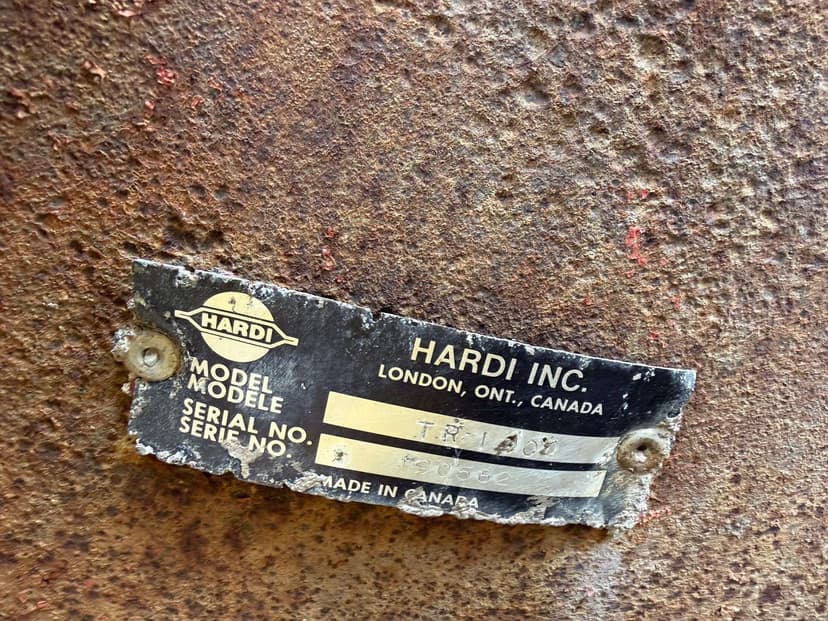 HARDI
HARDI INC.
LONDON, ONT., CANADA
MODEL
MODELE
SERIAL NO.
SERIE NO.
MADE IN CANADA